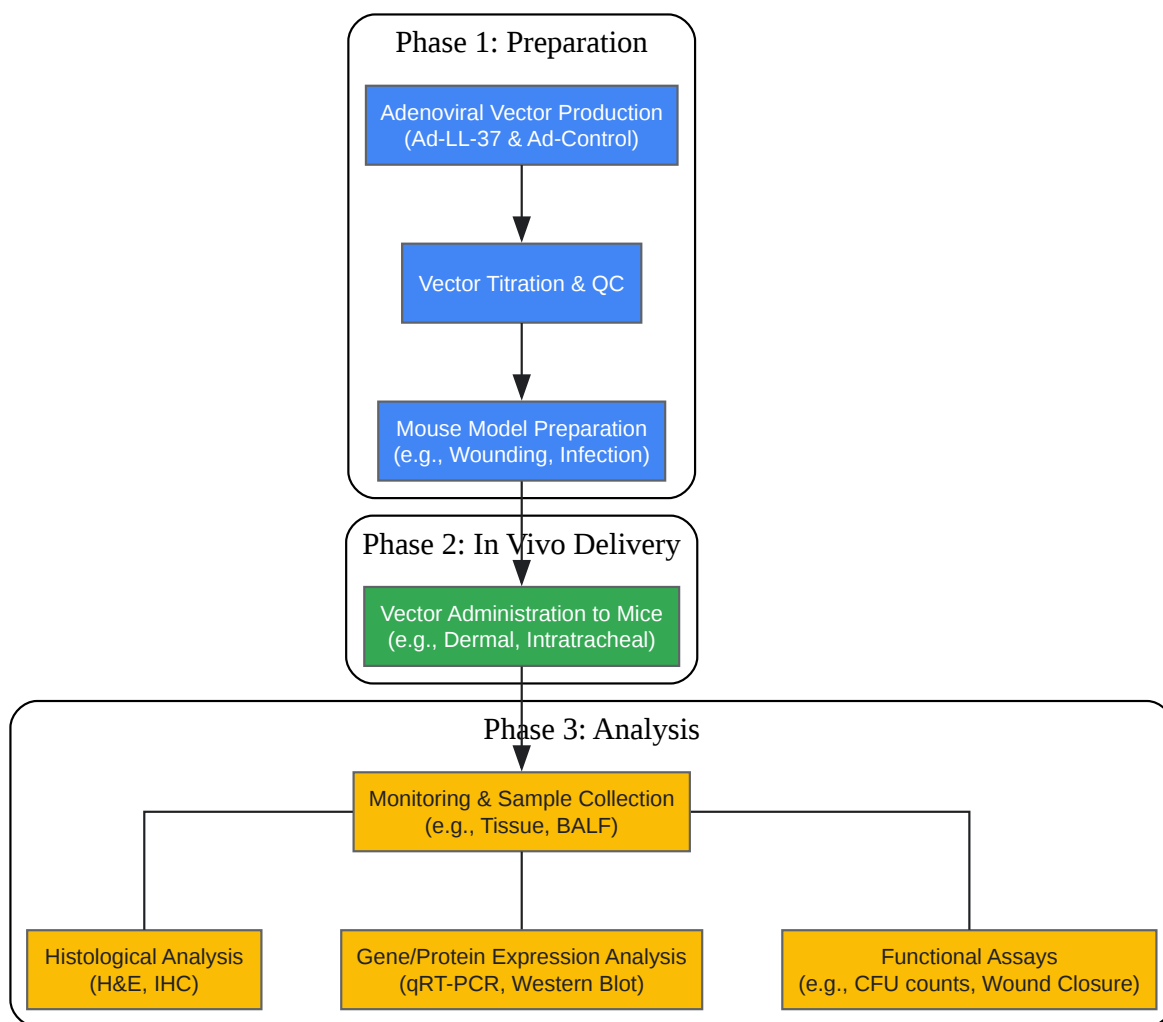 Phase 1: Preparation
Adenoviral Vector Production
(Ad-LL-37 & Ad-Control)
Vector Titration & QC
Mouse Model Preparation
(e.g., Wounding, Infection)
Phase 2: In Vivo Delivery
Vector Administration to Mice
(e.g., Dermal, Intratracheal)
Phase 3: Analysis
Monitoring & Sample Collection
(e.g., Tissue, BALF)
Histological Analysis
(H&E, IHC)
Gene/Protein Expression Analysis
(qRT-PCR, Western Blot)
Functional Assays
(e.g., CFU counts, Wound Closure)